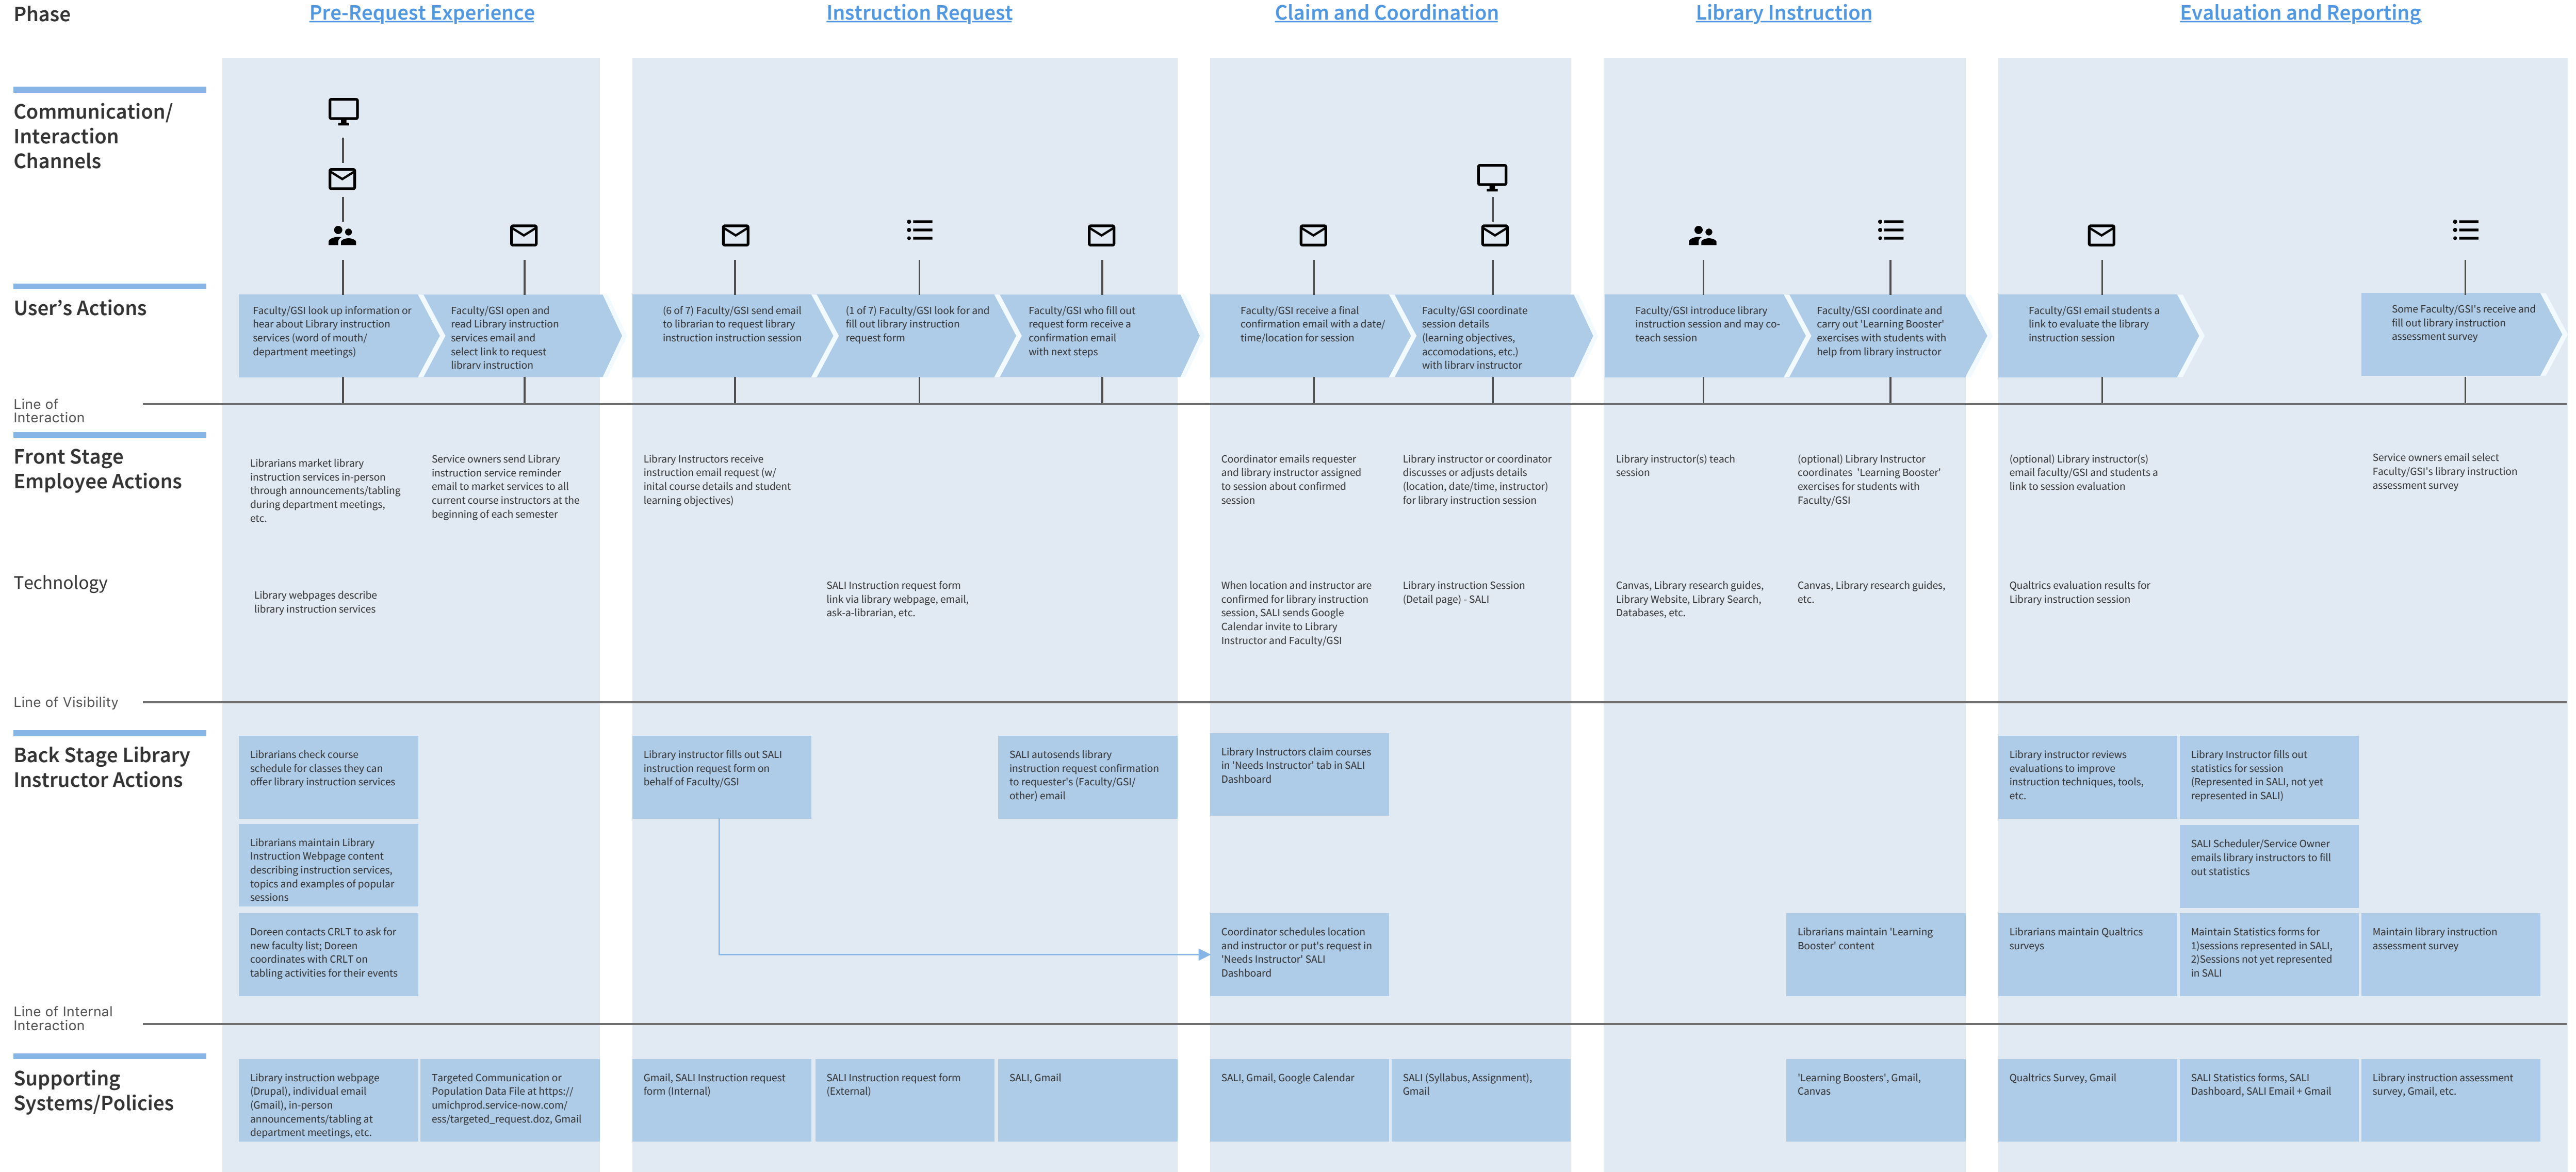 Phase
Pre-Request Experience
Instruction Request
Claim and Coordination
Library Instruction
Evaluation and Reporting
Communication/
Interaction
Channels
User's Actions
Faculty/GSI look up information or
hear about Library instruction
services (word of mouth/
department meetings)
Faculty/GSI open and
read Library instruction
services email and
select link to request
library instruction
(6 of 7) Faculty/GSI send email
to librarian to request library
instruction instruction session
(1 of 7) Faculty/GSI look for and
fill out library instruction
request form
Faculty/GSI who fill out
request form receive a
confirmation email
with next steps
Faculty/GSI receive a final
confirmation email with a date/
time/location for session
Faculty/GSI coordinate
session details
(learning objectives,
accomodations, etc.)
with library instructor
Faculty/GSI introduce library
instruction session and may co-
teach session
Faculty/GSI coordinate and
carry out 'Learning Booster'
exercises with students with
help from library instructor
Faculty/GSI email students a
link to evaluate the library
instruction session
Some Faculty/GSI's receive and
fill out library instruction
assessment survey
Line of
Interaction
Front Stage
Employee Actions
Librarians market library
instruction services in-person
through announcements/tabling
during department meetings,
etc.
Service owners send Library
instruction service reminder
email to market services to all
current course instructors at the
beginning of each semester
Library Instructors receive
instruction email request (w/
inital course details and student
learning objectives)
Coordinator emails requester
and library instructor assigned
to session about confirmed
session
Library instructor or coordinator
discusses or adjusts details
(location, date/time, instructor)
for library instruction session
Library instructor(s) teach
session
(optional) Library Instructor
coordinates 'Learning Booster'
exercises for students with
Faculty/GSI
(optional) Library instructor(s)
email faculty/GSI and students a
link to session evaluation
Service owners email select
Faculty/GSI's library instruction
assessment survey
Technology
Library webpages describe
library instruction services
SALI Instruction request form
link via library webpage, email,
ask-a-librarian, etc.
When location and instructor are
confirmed for library instruction
session, SALI sends Google
Calendar invite to Library
Instructor and Faculty/GSI
Library instruction Session
(Detail page) - SALI
Canvas, Library research guides,
Library Website, Library Search,
Databases, etc.
Canvas, Library research guides,
etc.
Qualtrics evaluation results for
Library instruction session
Line of Visibility
Back Stage Library
Instructor Actions
Librarians check course
schedule for classes they can
offer library instruction services
Library instructor fills out SALI
instruction request form on
behalf of Faculty/GSI
SALI autosends library
instruction request confirmation
to requester's (Faculty/GSI/
other) email
Library Instructors claim courses
in 'Needs Instructor' tab in SALI
Dashboard
Library instructor reviews
evaluations to improve
instruction techniques, tools,
etc.
Library Instructor fills out
statistics for session
(Represented in SALI, not yet
represented in SALI)
Librarians maintain Library
Instruction Webpage content
describing instruction services,
topics and examples of popular
sessions
SALI Scheduler/Service Owner
emails library instructors to fill
out statistics
Doreen contacts CRLT to ask for
new faculty list; Doreen
coordinates with CRLT on
tabling activities for their events
Coordinator schedules location
and instructor or put's request in
'Needs Instructor' SALI
Dashboard
Librarians maintain 'Learning
Booster' content
Librarians maintain Qualtrics
surveys
Maintain Statistics forms for
1)sessions represented in SALI,
2)Sessions not yet represented
in SALI
Maintain library instruction
assessment survey
Line of Internal
Interaction
Supporting
Systems/Policies
Library instruction webpage
(Drupal), individual email
(Gmail), in-person
announcements/tabling at
department meetings, etc.
Targeted Communication or
Population Data File at https://
umichprod.service-now.com/
ess/targeted_request.doz, Gmail
Gmail, SALI Instruction request
form (Internal)
SALI Instruction request form
(External)
SALI, Gmail
SALI, Gmail, Google Calendar
SALI (Syllabus, Assignment),
Gmail
'Learning Boosters', Gmail,
Canvas
Qualtrics Survey, Gmail
SALI Statistics forms, SALI
Dashboard, SALI Email + Gmail
Library instruction assessment
survey, Gmail, etc.